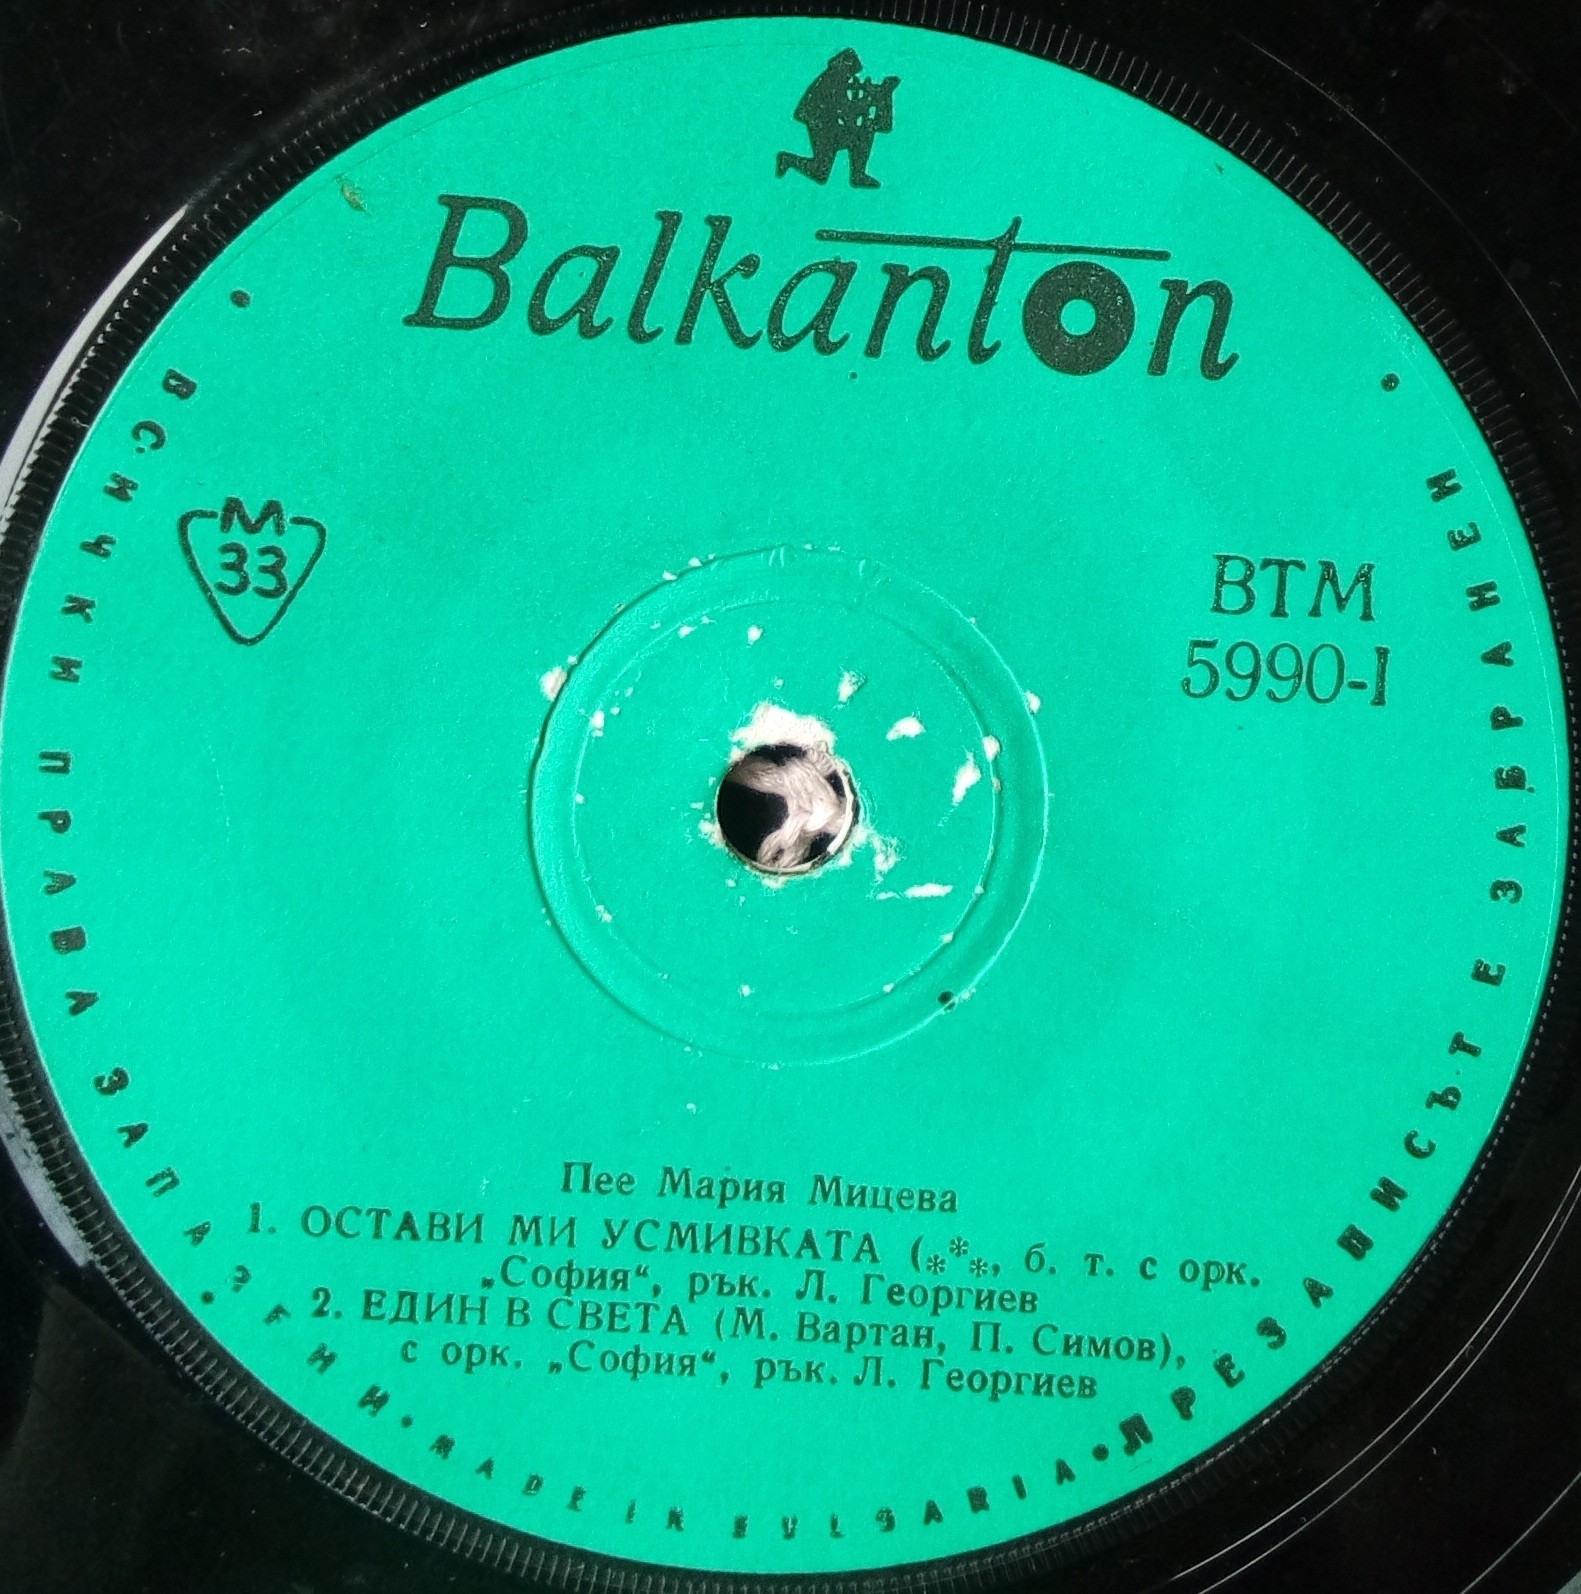 Balkanton
М
33
ВТМ
5990-I
Пее Мария Мицева
1. ОСТАВИ МИ УСМИВКАТА (***, б. т. с орк.
„София“, рък. Л. Георгиев
2. ЕДИН В СВЕТА (М. Вартан, П. Симов),
с орк. „София“, рък. Л. Георгиев
• ВСИЧКИ ПРАВА ЗАПАЗЕНИ • MADE IN BULGARIA • ПРЕЗАПИСЪТ Е ЗАБРАНЕН •